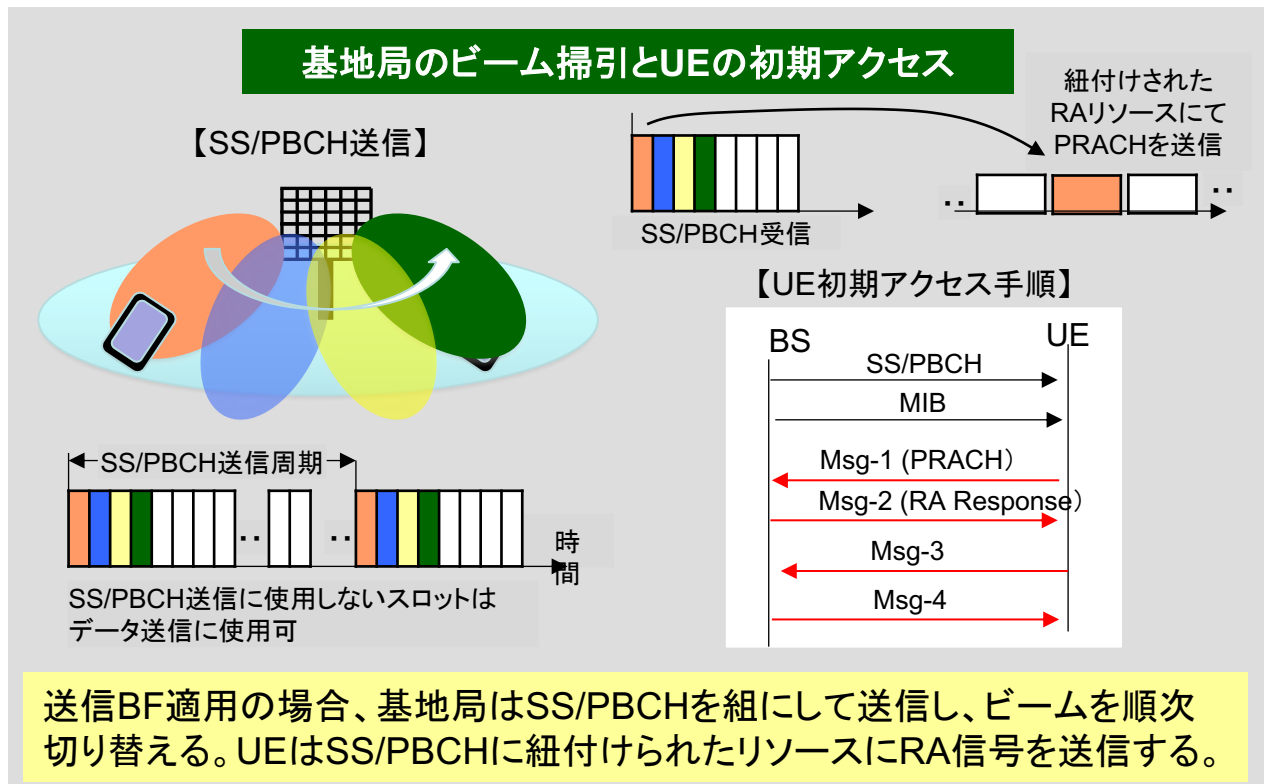 基地局のビーム掃引とUEの初期アクセス
【SS/PBCH送信】
紐付けされた
RAリソースにて
PRACHを送信
‥
‥
SS/PBCH受信
【UE初期アクセス手順】
BS
UE
SS/PBCH
MIB
Msg-1 (PRACH）
Msg-2 (RA Response）
Msg-3
Msg-4
SS/PBCH送信周期
‥
‥
時
間
SS/PBCH送信に使用しないスロットは
データ送信に使用可
送信BF適用の場合、基地局はSS/PBCHを組にして送信し、ビームを順次
切り替える。UEはSS/PBCHに紐付けられたリソースにRA信号を送信する。